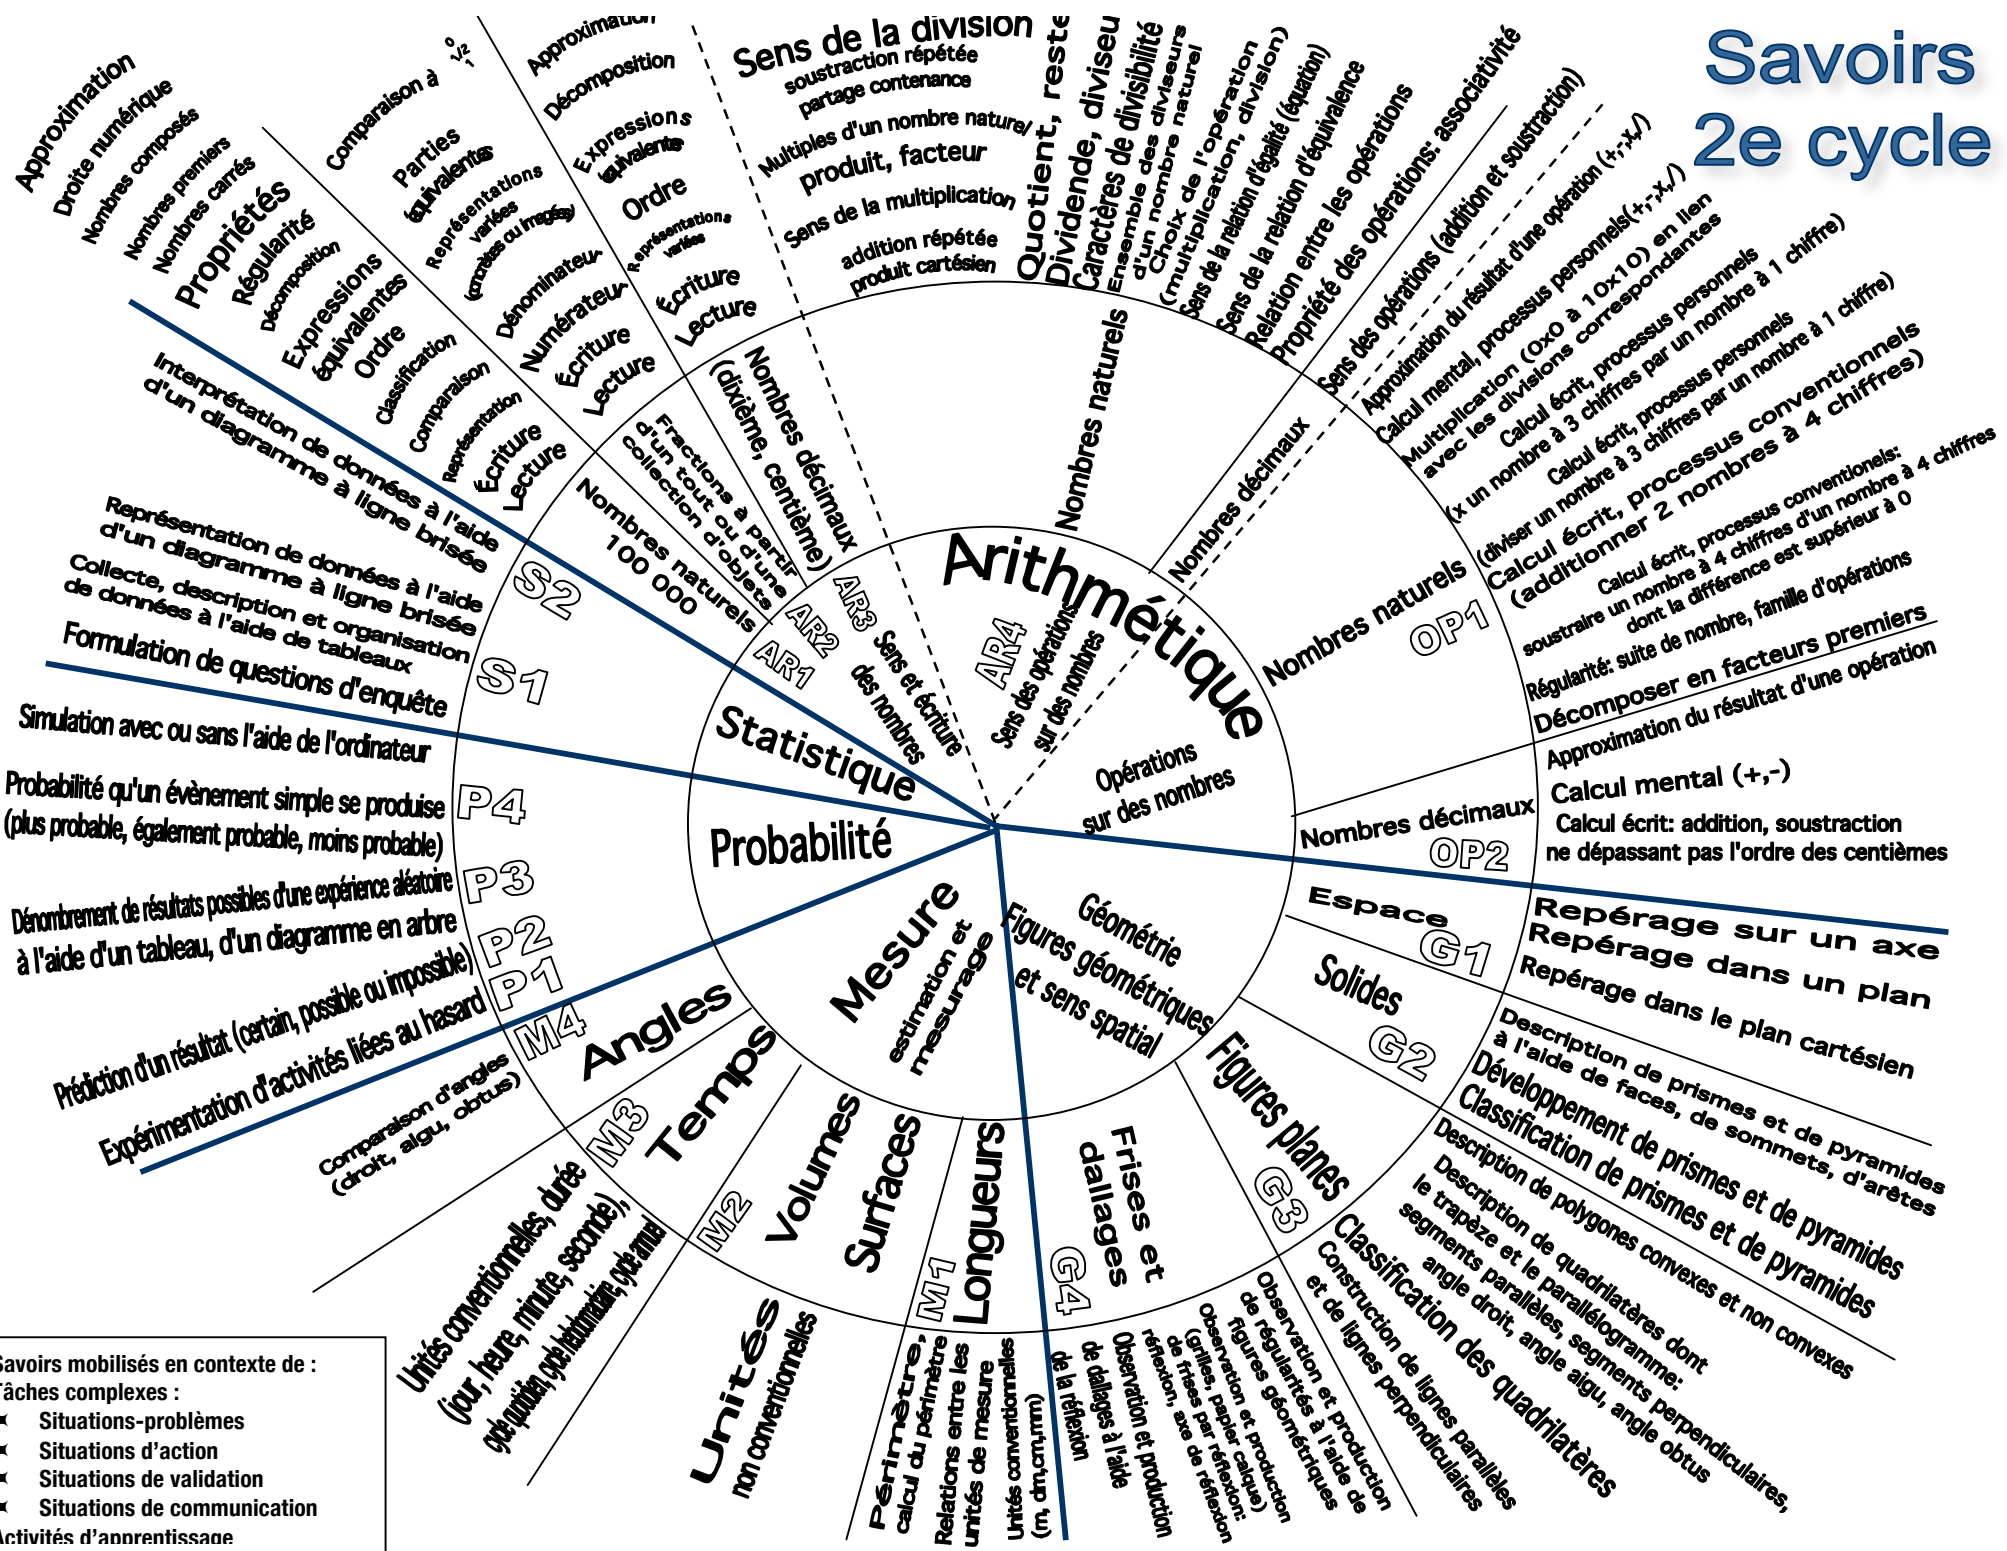 Savoirs
2e cycle
Arithmétique
Sens et écriture
des nombres
AR1
Nombres naturels
100 000
Lecture
Écriture
Représentation
Comparaison
Classification
Ordre
Expressions
équivalentes
Décomposition
Régularité
Propriétés
Nombres carrés
Nombres premiers
Nombres composés
Droite numérique
Approximation
AR2
Fractions à partir
d'un tout ou d'une
collection d'objets
Lecture
Écriture
Numérateur
Dénominateur
Représentations
variées
(concrètes ou imagées)
Parties
équivalentes
Comparaison à
0
1/2
1
AR3
Nombres décimaux
(dixième, centième)
Lecture
Écriture
Représentations
variées
Ordre
Expressions
équivalentes
Décomposition
Approximation
AR4
Sens des opérations
sur des nombres
Nombres naturels
Sens de la division
soustraction répétée
partage contenance
Multiples d'un nombre naturel
produit, facteur
Sens de la multiplication
addition répétée
produit cartésien
Quotient, reste
Dividende, diviseu
Caractères de divisibilité
Ensemble des diviseurs
d'un nombre naturel
Choix de l'opération
(multiplication, division)
Sens de la relation d'égalité (équation)
Sens de la relation d'équivalence
Relation entre les opérations
Propriété des opérations: associativité
Nombres décimaux
Sens des opérations (addition et soustraction)
Opérations
sur des nombres
Nombres naturels
OP1
Approximation du résultat d'une opération (+,-,x,/)
Calcul mental, processus personnels(+,-,x,/)
Multiplication (0x0 à 10x10) en lien
avec les divisions correspondantes
Calcul écrit, processus personnels
(x un nombre à 3 chiffres par un nombre à 1 chiffre)
Calcul écrit, processus personnels
(diviser un nombre à 3 chiffres par un nombre à 1 chiffre)
Calcul écrit, processus conventionnels
(additionner 2 nombres à 4 chiffres)
Calcul écrit, processus conventionels:
soustraire un nombre à 4 chiffres d'un nombre à 4 chiffres
dont la différence est supérieur à 0
Régularité: suite de nombre, famille d'opérations
Décomposer en facteurs premiers
Nombres décimaux
OP2
Approximation du résultat d'une opération
Calcul mental (+,-)
Calcul écrit: addition, soustraction
ne dépassant pas l'ordre des centièmes
Géométrie
Figures géométriques
et sens spatial
Espace
G1
Repérage sur un axe
Repérage dans un plan
Repérage dans le plan cartésien
Solides
G2
Description de prismes et de pyramides
à l'aide de faces, de sommets, d'arêtes
Développement de prismes et de pyramides
Classification de prismes et de pyramides
Figures planes
G3
Description de polygones convexes et non convexes
Description de quadrilatères dont
le trapèze et le parallélogramme:
segments parallèles, segments perpendiculaires,
angle droit, angle aigu, angle obtus
Classification des quadrilatères
Construction de lignes parallèles
et de lignes perpendiculaires
Frises et
dallages
G4
Observation et production
de régularités à l'aide de
figures géométriques
Observation et production
(grilles, papier calque)
de frises par réflexion:
réflexion, axe de réflexion
Observation et production
de dallages à l'aide
de la réflexion
Mesure
estimation et
mesurage
Longueurs
M1
Unités conventionnelles
(m, dm,cm,mm)
Relations entre les
unités de mesure
Périmètre,
calcul du périmètre
Surfaces
Volumes
M2
Unités
non conventionnelles
Temps
M3
Unités conventionnelles, durée
(jour, heure, minute, seconde),
cycle quotidien, cycle hebdomadaire, cycle annuel
Angles
M4
Comparaison d'angles
(droit, aigu, obtus)
Probabilité
P1
Expérimentation d'activités liées au hasard
P2
Prédiction d'un résultat (certain, possible ou impossible)
P3
Dénombrement de résultats possibles d'une expérience aléatoire
à l'aide d'un tableau, d'un diagramme en arbre
P4
Probabilité qu'un évènement simple se produise
(plus probable, également probable, moins probable)
Simulation avec ou sans l'aide de l'ordinateur
Statistique
S1
Formulation de questions d'enquête
Collecte, description et organisation
de données à l'aide de tableaux
S2
Représentation de données à l'aide
d'un diagramme à ligne brisée
Interprétation de données à l'aide
d'un diagramme à ligne brisée
Savoirs mobilisés en contexte de :
Tâches complexes :
Situations-problèmes
Situations d'action
Situations de validation
Situations de communication
Activités d'apprentissage